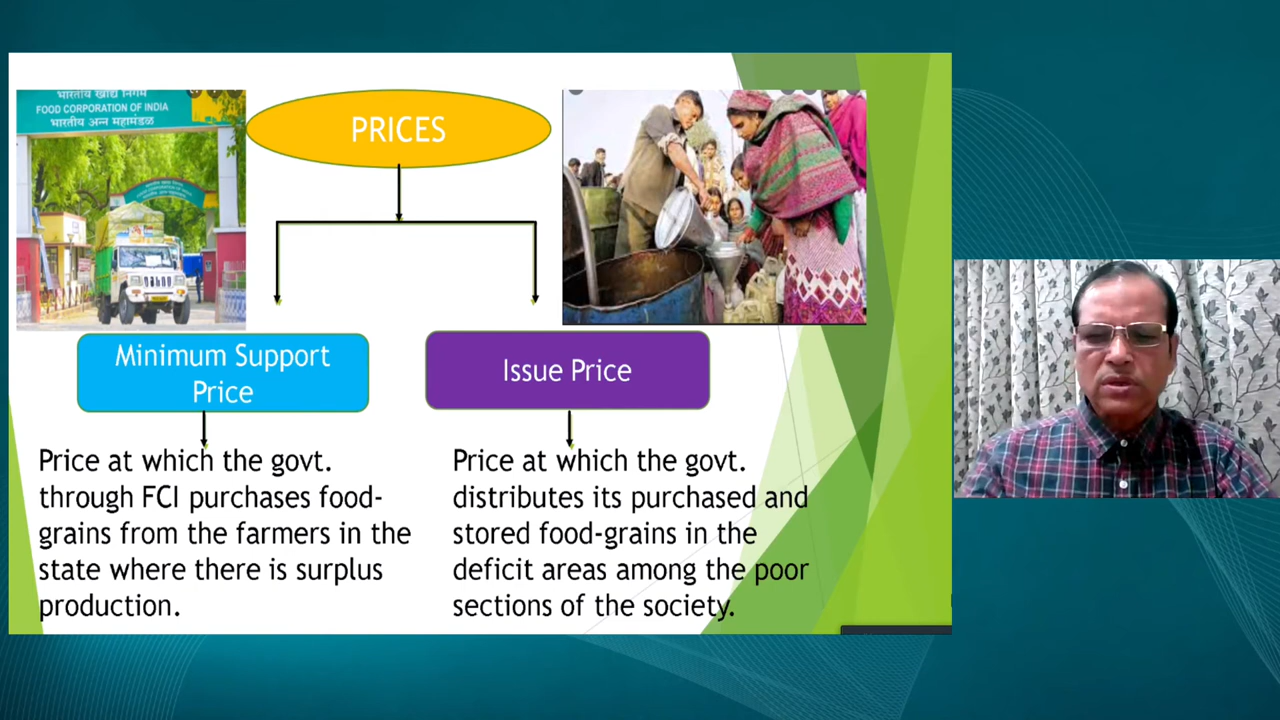 भारतीय खाद्य निगम
FOOD CORPORATION OF INDIA
भारतीय अन्न महामंडळ
PRICES
Minimum Support
Price
Issue Price
Price at which the govt.
through FCI purchases food-
grains from the farmers in the
state where there is surplus
production.
Price at which the govt.
distributes its purchased and
stored food-grains in the
deficit areas among the poor
sections of the society.